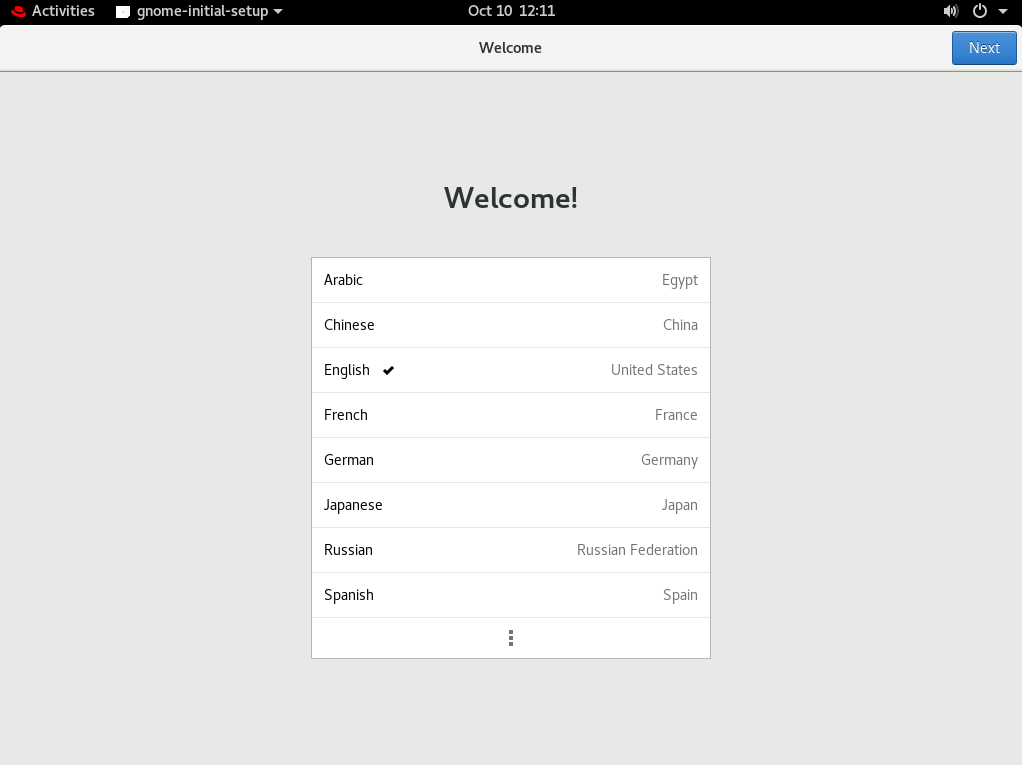 Activities gnome-initial-setup Oct 10 12:11
Welcome Next
Welcome!
Arabic Egypt
Chinese China
English United States
French France
German Germany
Japanese Japan
Russian Russian Federation
Spanish Spain